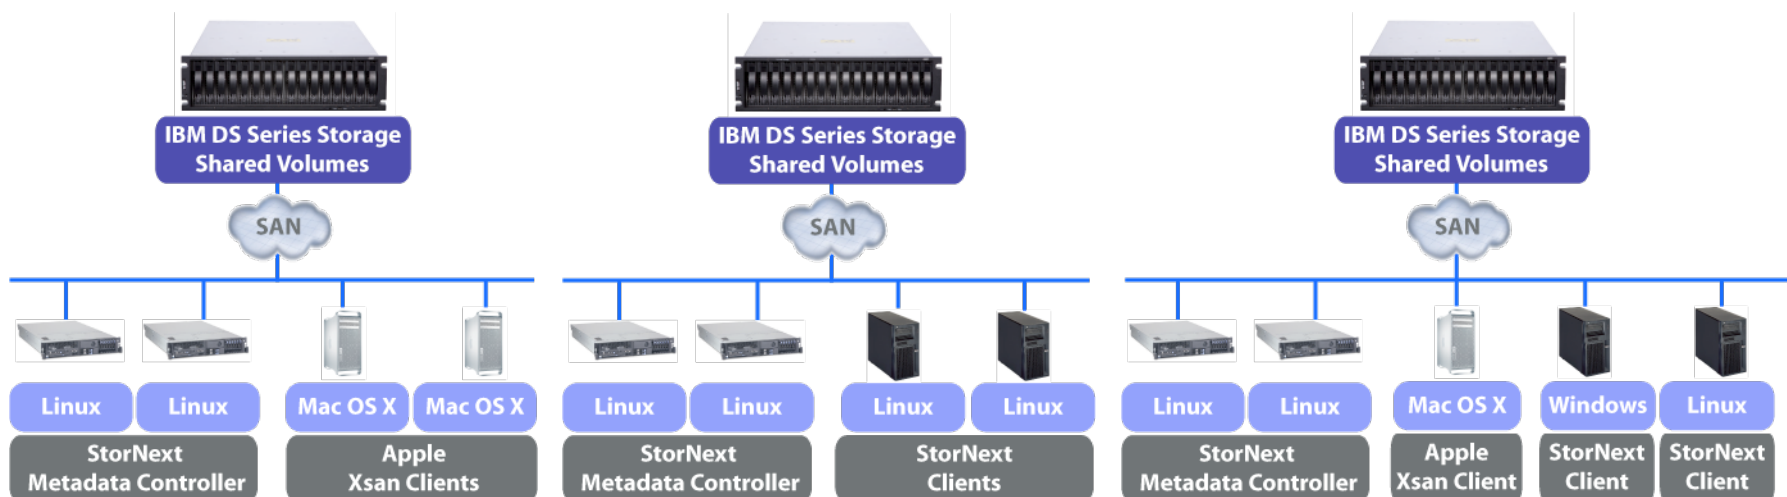 IBM DS Series Storage
Shared Volumes
SAN
Linux
Linux
Mac OS X
Mac OS X
StorNext
Metadata Controller
Apple
Xsan Clients
IBM DS Series Storage
Shared Volumes
SAN
Linux
Linux
Linux
Linux
StorNext
Metadata Controller
StorNext
Clients
IBM DS Series Storage
Shared Volumes
SAN
Linux
Linux
Mac OS X
Windows
Linux
StorNext
Metadata Controller
Apple
Xsan Client
StorNext
Client
StorNext
Client